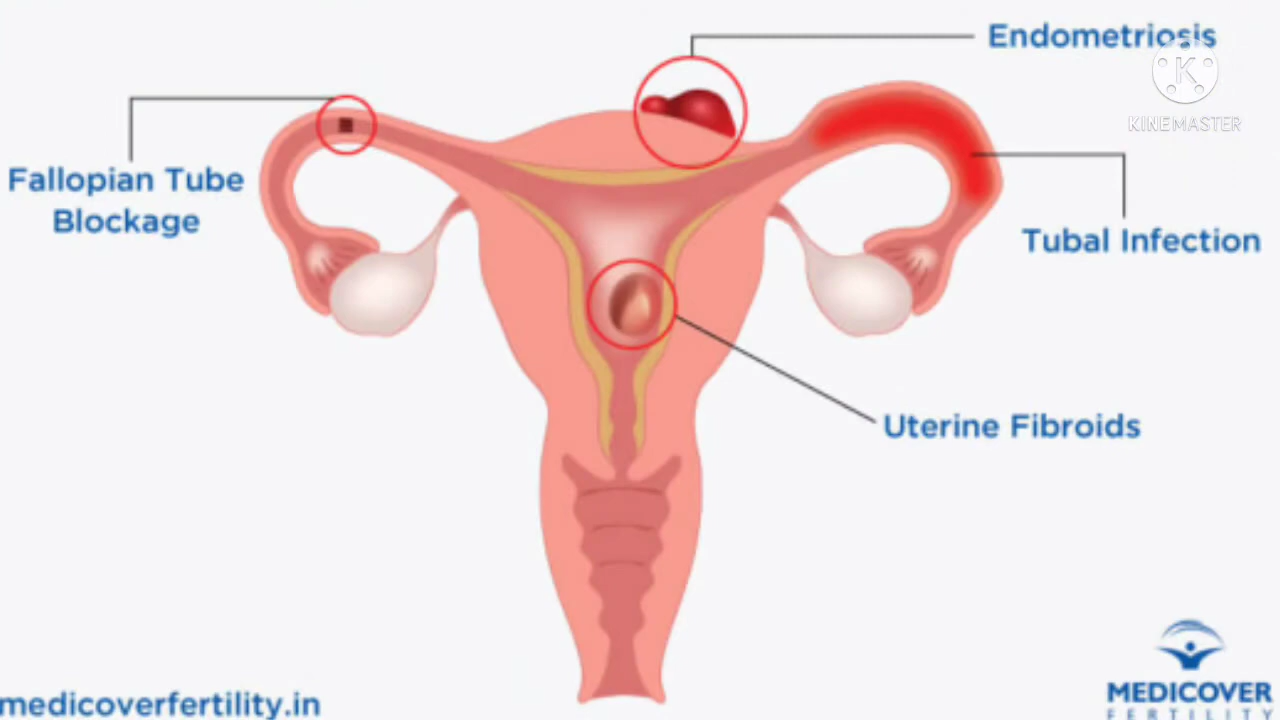 Endometriosis
KINEMASTER
Fallopian Tube
Blockage
Tubal Infection
Uterine Fibroids
medicoverfertility.in
MEDICOVER
FERTILITY